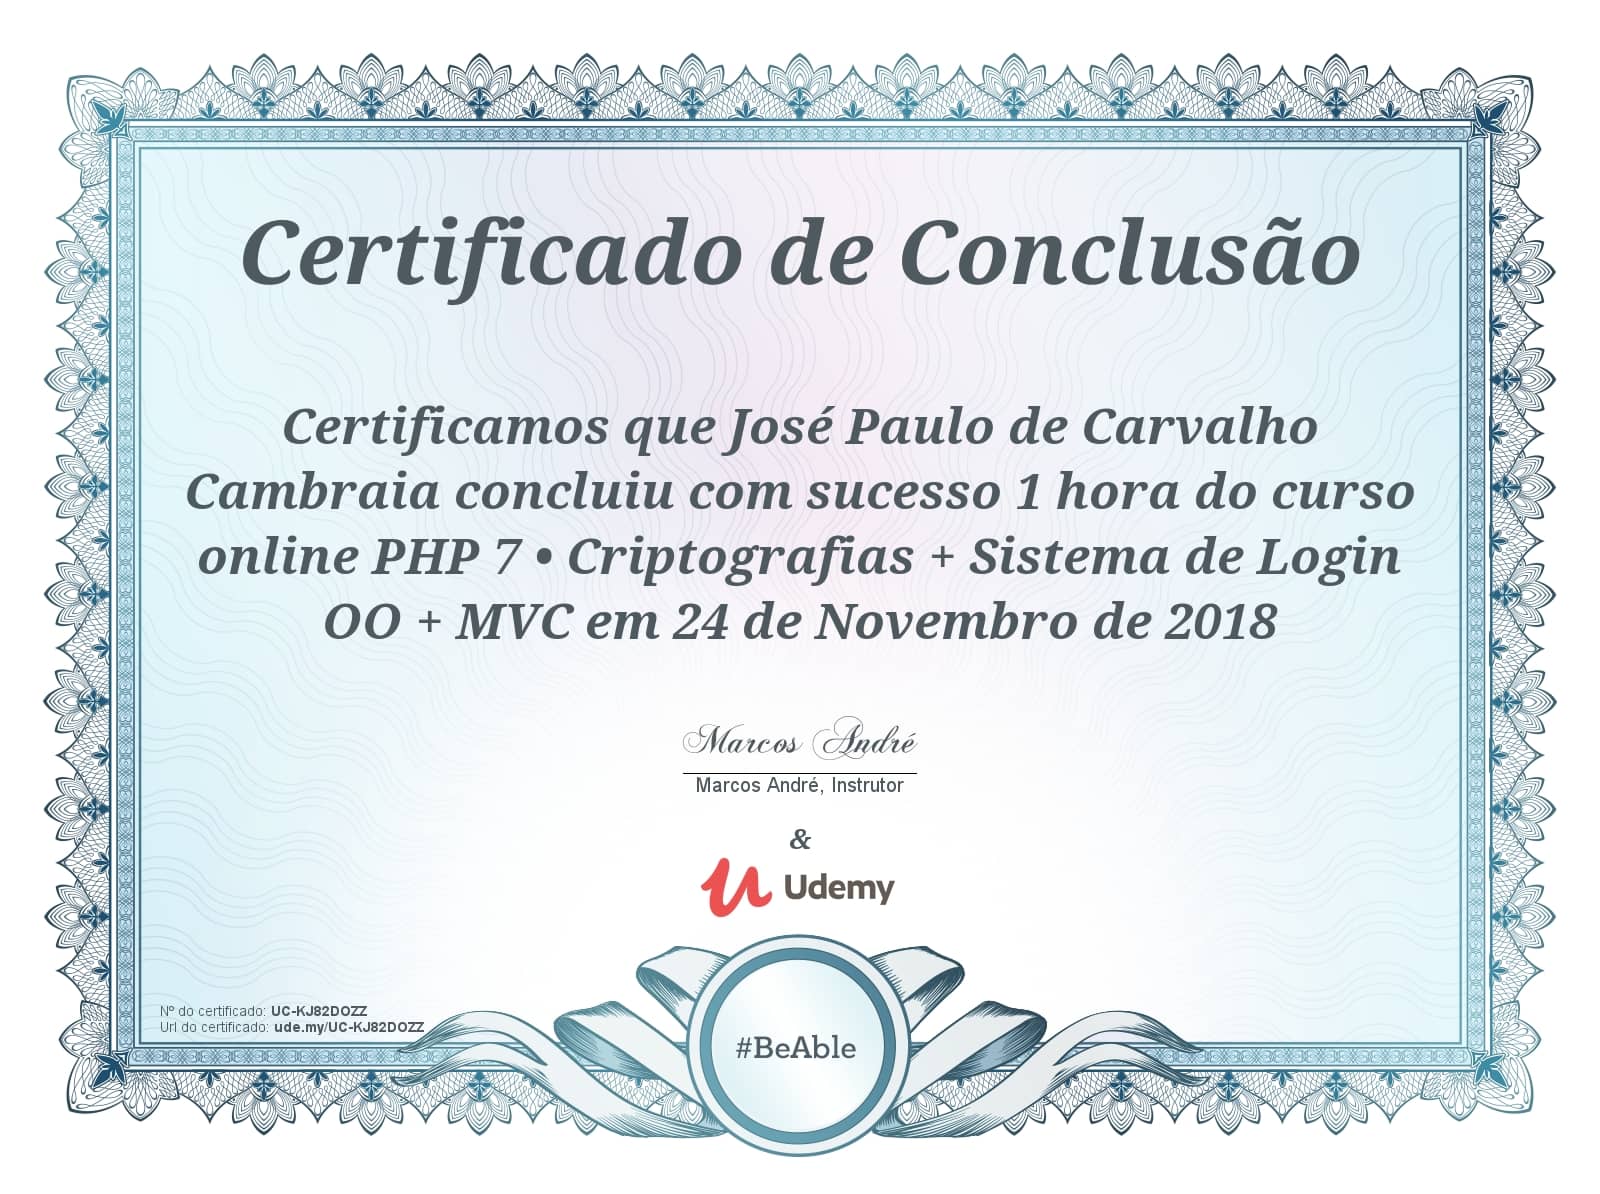 Certificado de Conclusão
Certificamos que José Paulo de Carvalho
Cambraia concluiu com sucesso 1 hora do curso
online PHP 7 • Criptografias + Sistema de Login
OO + MVC em 24 de Novembro de 2018
Marcos André
Marcos André, Instrutor
&
Udemy
Nº do certificado: UC-KJ82DOZZ
Url do certificado: ude.my/UC-KJ82DOZZ
#BeAble